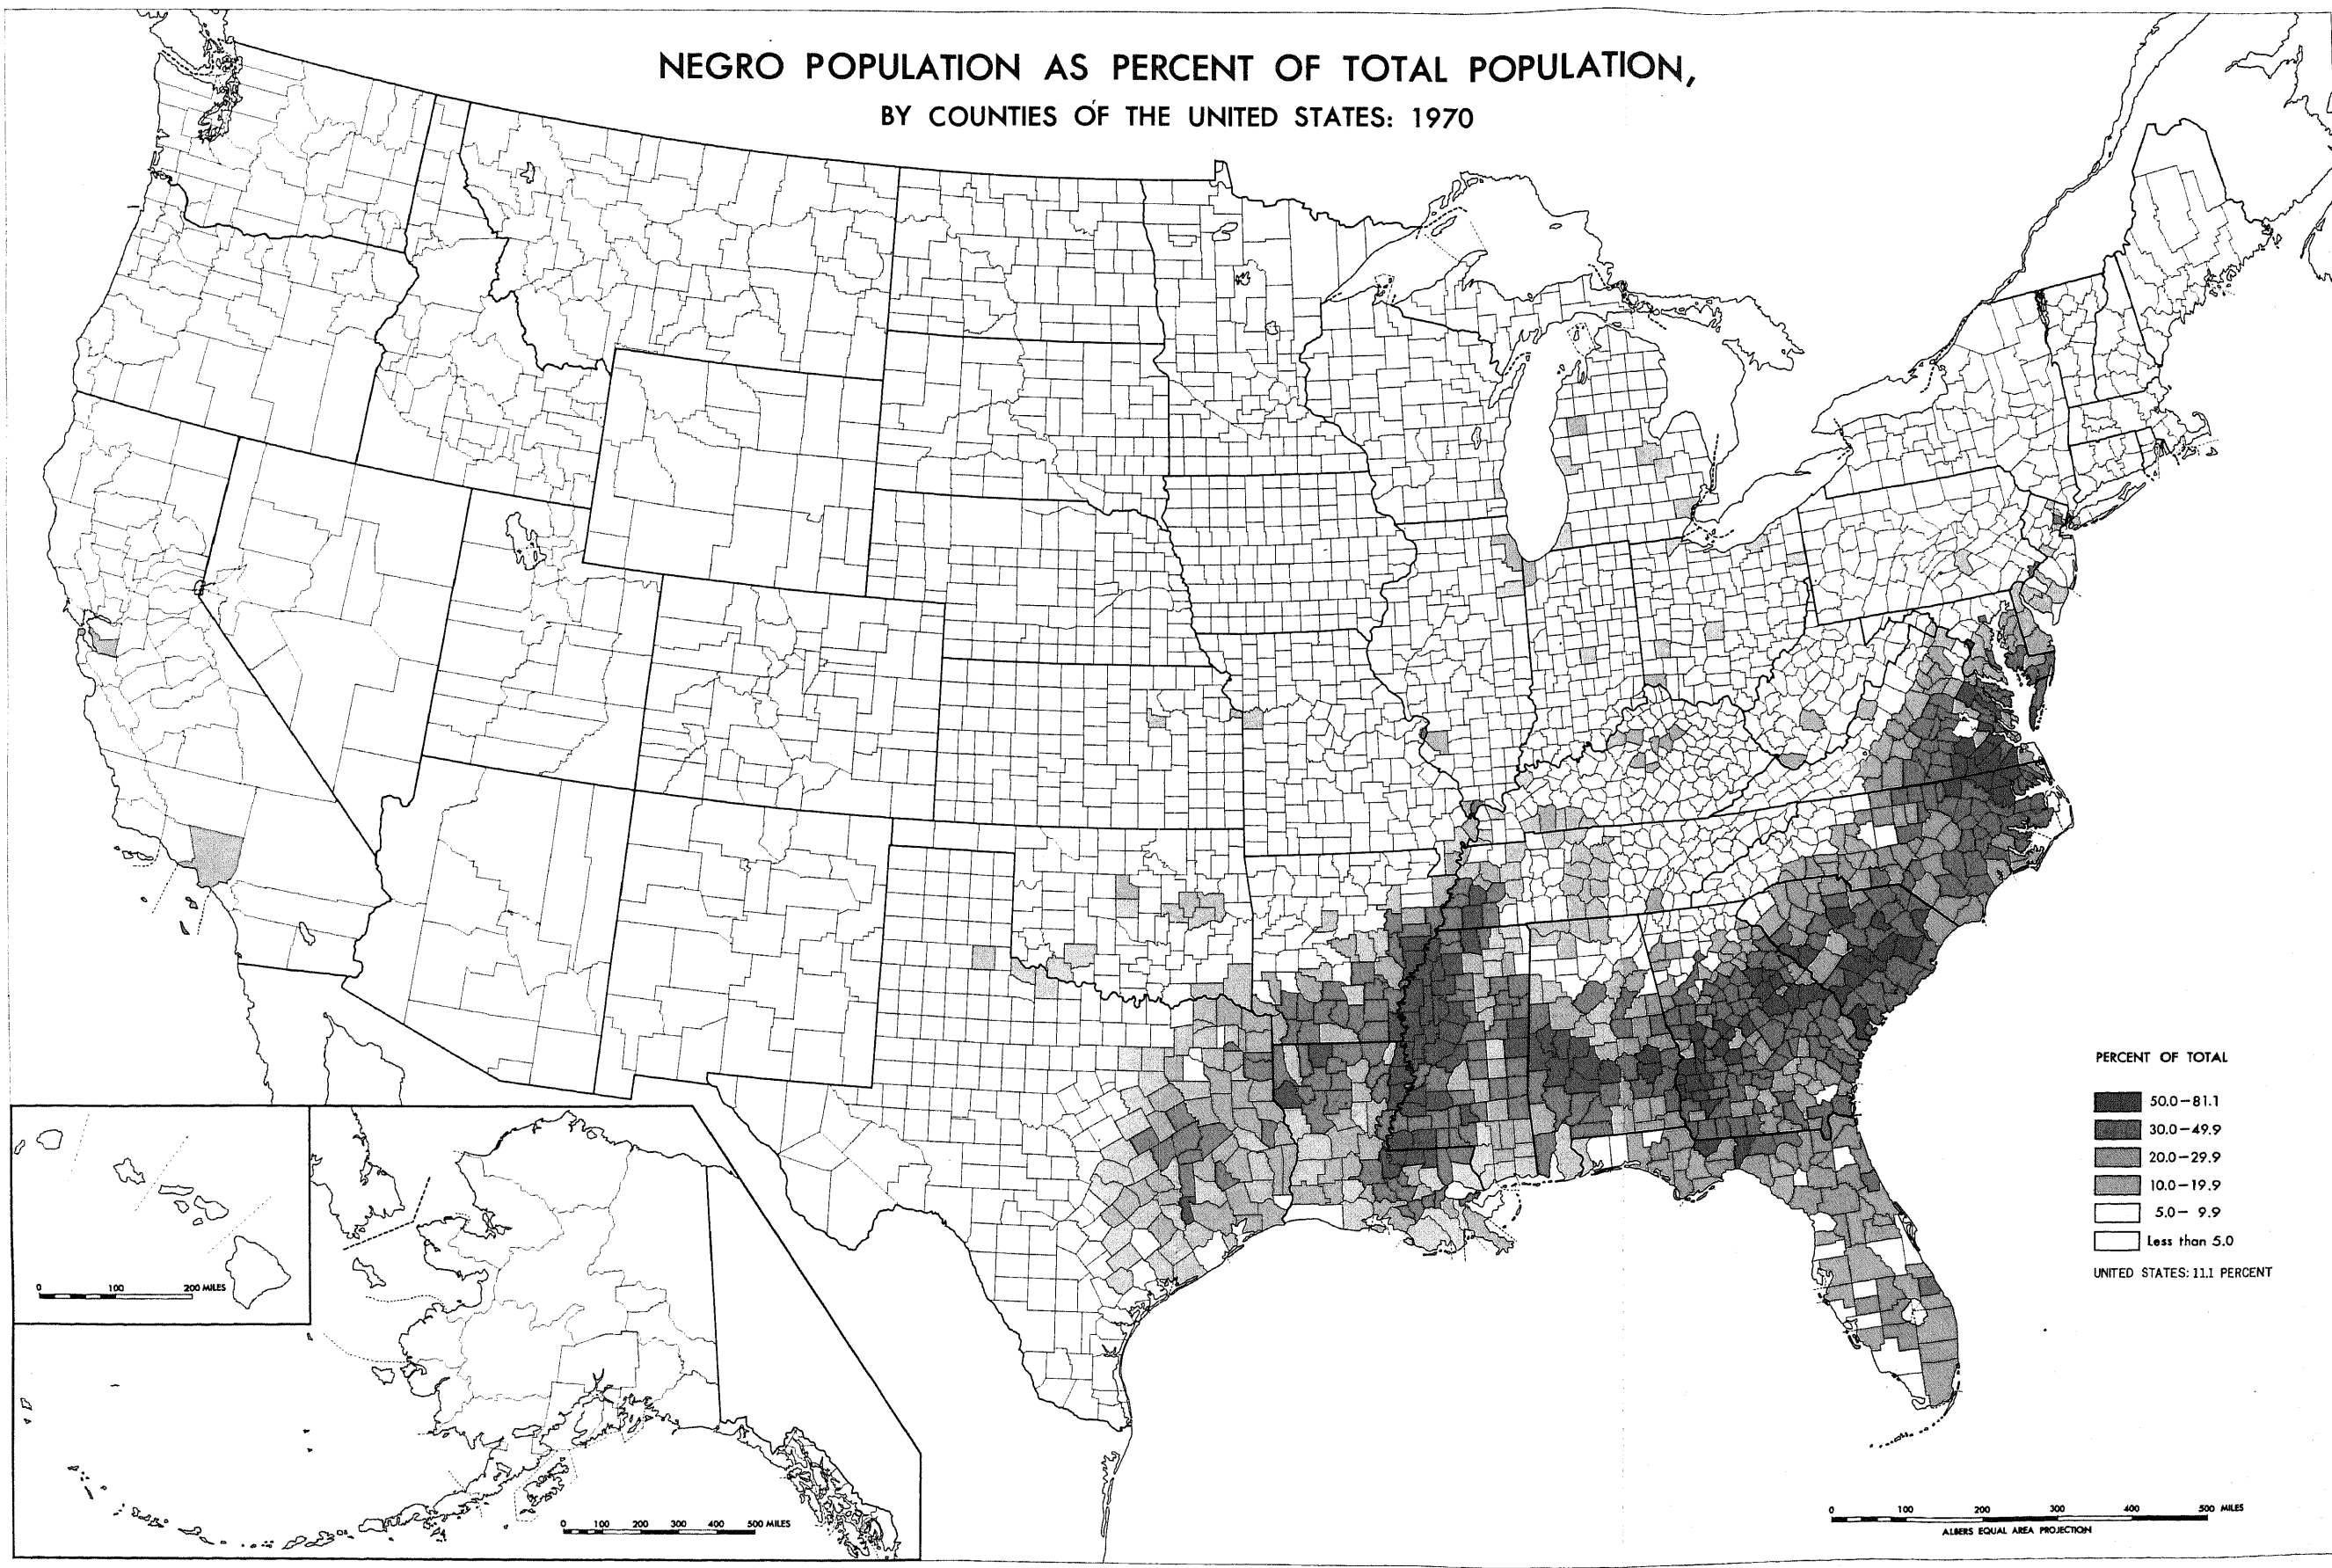 NEGRO POPULATION AS PERCENT OF TOTAL POPULATION,
BY COUNTIES OF THE UNITED STATES: 1970
PERCENT OF TOTAL
50.0—81.1
30.0—49.9
20.0—29.9
10.0—19.9
5.0— 9.9
Less than 5.0
UNITED STATES: 11.1 PERCENT
0 100 200 MILES
0 100 200 300 400 500 MILES
0 100 200 300 400 500 MILES
ALBERS EQUAL AREA PROJECTION